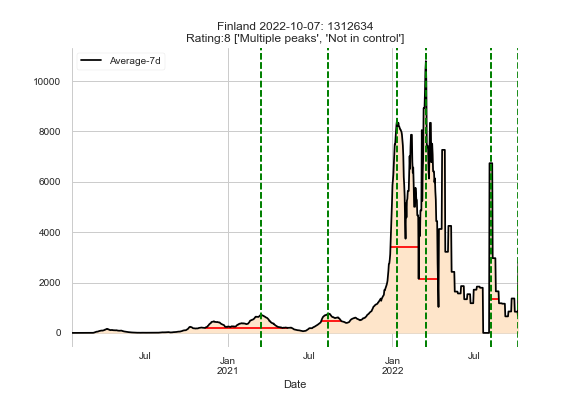 Finland 2022-10-07: 1312634
Rating:8 ['Multiple peaks', 'Not in control']
Average-7d
10000
8000
6000
4000
2000
0
Jul
Jan
2021
Jul
Jan
2022
Jul
Date